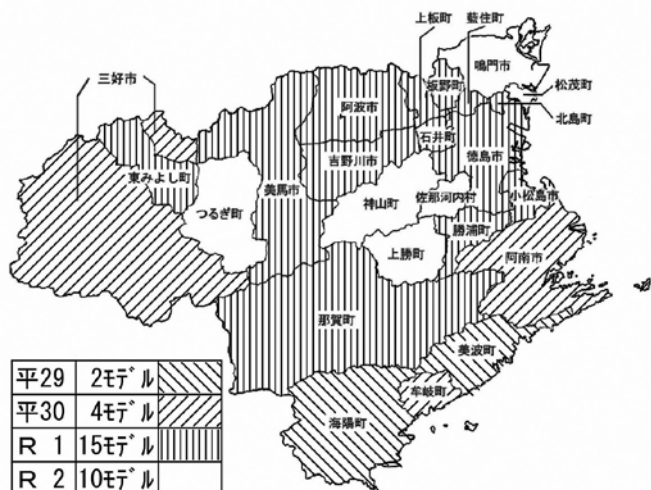 上板町
藍住町
鳴門市
三好市
松茂町
板野町
阿波市
北島町
石井町
吉野川市
徳島市
東みよし町
美馬市
つるぎ町
神山町
佐那河内村
小松島市
勝浦町
上勝町
阿南市
那賀町
美波町
牟岐町
海陽町
平29 2ﾓﾃﾞﾙ
平30 4ﾓﾃﾞﾙ
R 1 15ﾓﾃﾞﾙ
R 2 10ﾓﾃﾞﾙ